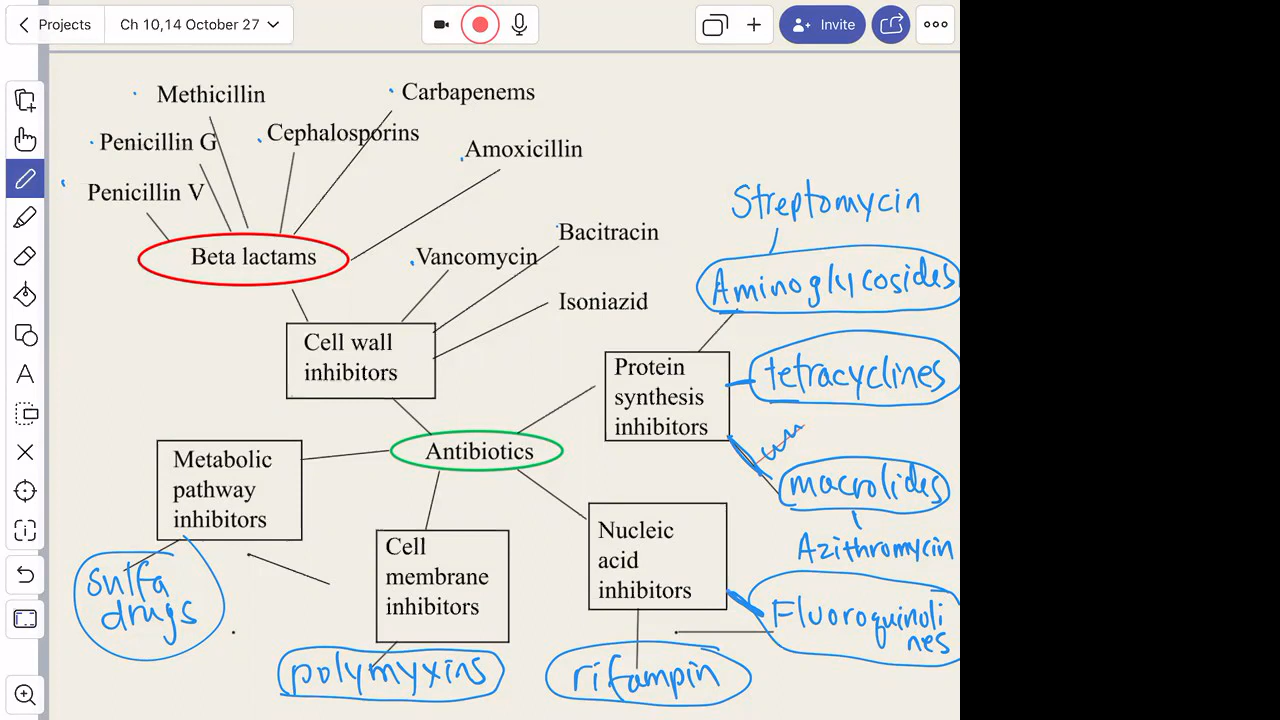 Projects
Ch 10,14 October 27
Invite
Methicillin
Carbapenems
Penicillin G
Cephalosporins
Amoxicillin
Penicillin V
Streptomycin
Beta lactams
Vancomycin
Bacitracin
Aminoglycosides
Isoniazid
Cell wall
inhibitors
Protein
synthesis
inhibitors
tetracyclines
Antibiotics
Metabolic
pathway
inhibitors
macrolides
Azithromycin
Cell
membrane
inhibitors
Nucleic
acid
inhibitors
sulfa
drugs
Fluoroquinoli
nes
polymyxins
rifampin